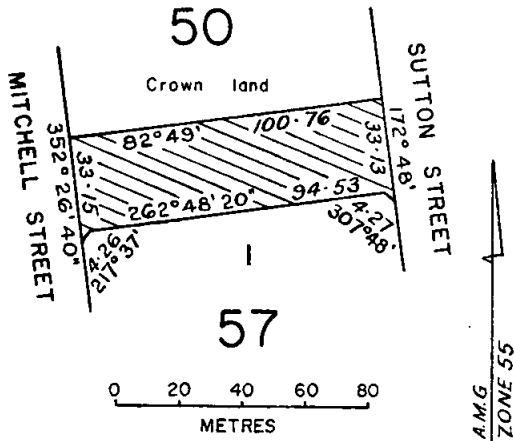 50
Crown land
MITCHELL STREET
SUTTON STREET
352° 26' 40"
82° 49'
100·76
172° 48'
33·13
33·15
262° 48' 20"
94·53
4·27
307° 48'
4·26
217° 37'
1
57
0 20 40 60 80
METRES
A.M.G
ZONE 55